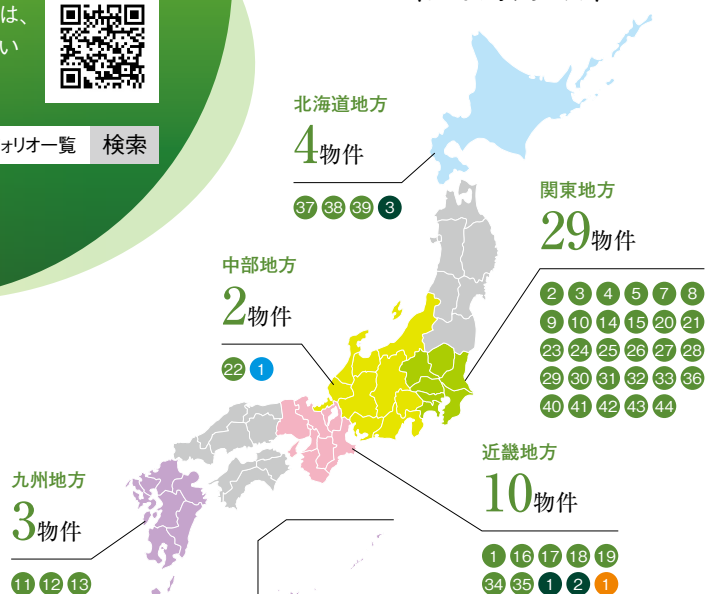 は、
い
ォリオ一覧 検索
北海道地方
4物件
37 38 39 3
関東地方
29物件
2 3 4 5 7 8
9 10 14 15 20 21
23 24 25 26 27 28
29 30 31 32 33 36
40 41 42 43 44
中部地方
2物件
22 1
近畿地方
10物件
1 16 17 18 19
34 35 1 2 1
九州地方
3物件
11 12 13